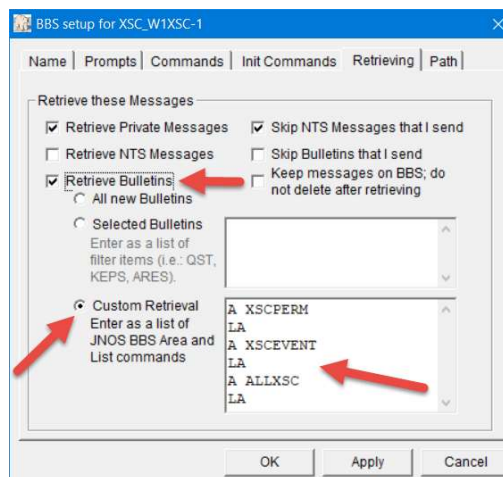 BBS setup for XSC_W1XSC-1
Name Prompts Commands Init Commands Retrieving Path
Retrieve these Messages
Retrieve Private Messages
Skip NTS Messages that I send
Retrieve NTS Messages
Skip Bulletins that I send
Retrieve Bulletins
Keep messages on BBS; do
not delete after retrieving
All new Bulletins
Selected Bulletins
Enter as a list of
filter items (i.e.: QST,
KEPS, ARES).
Custom Retrieval
Enter as a list of
JNOS BBS Area and
List commands
A XSCPERM
LA
A XSCEVENT
LA
A ALLXSC
LA
OK Apply Cancel